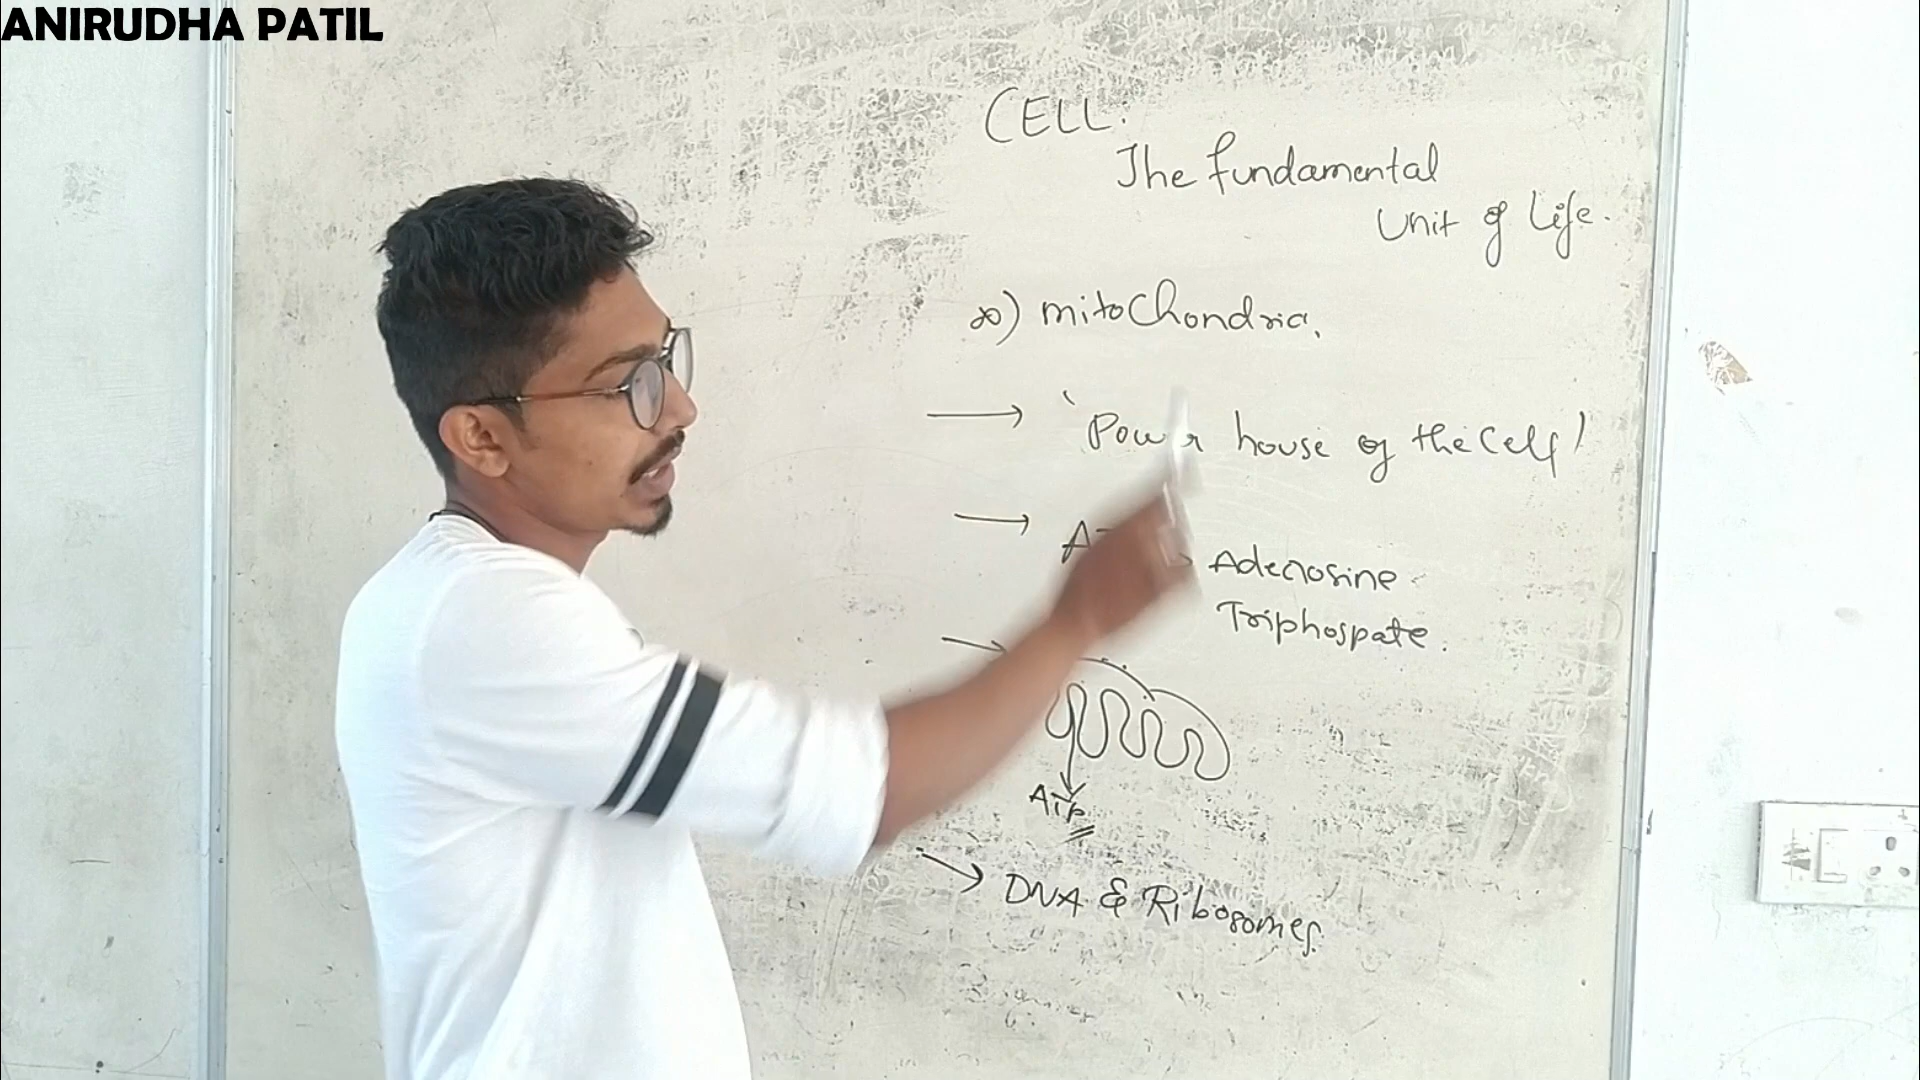 ANIRUDHA PATIL
CELL:
The fundamental
Unit of Life.
mitochondria.
'Power house of the Cell'
Adenosine
Triphospate.
ATP
DNA & Ribosomes.